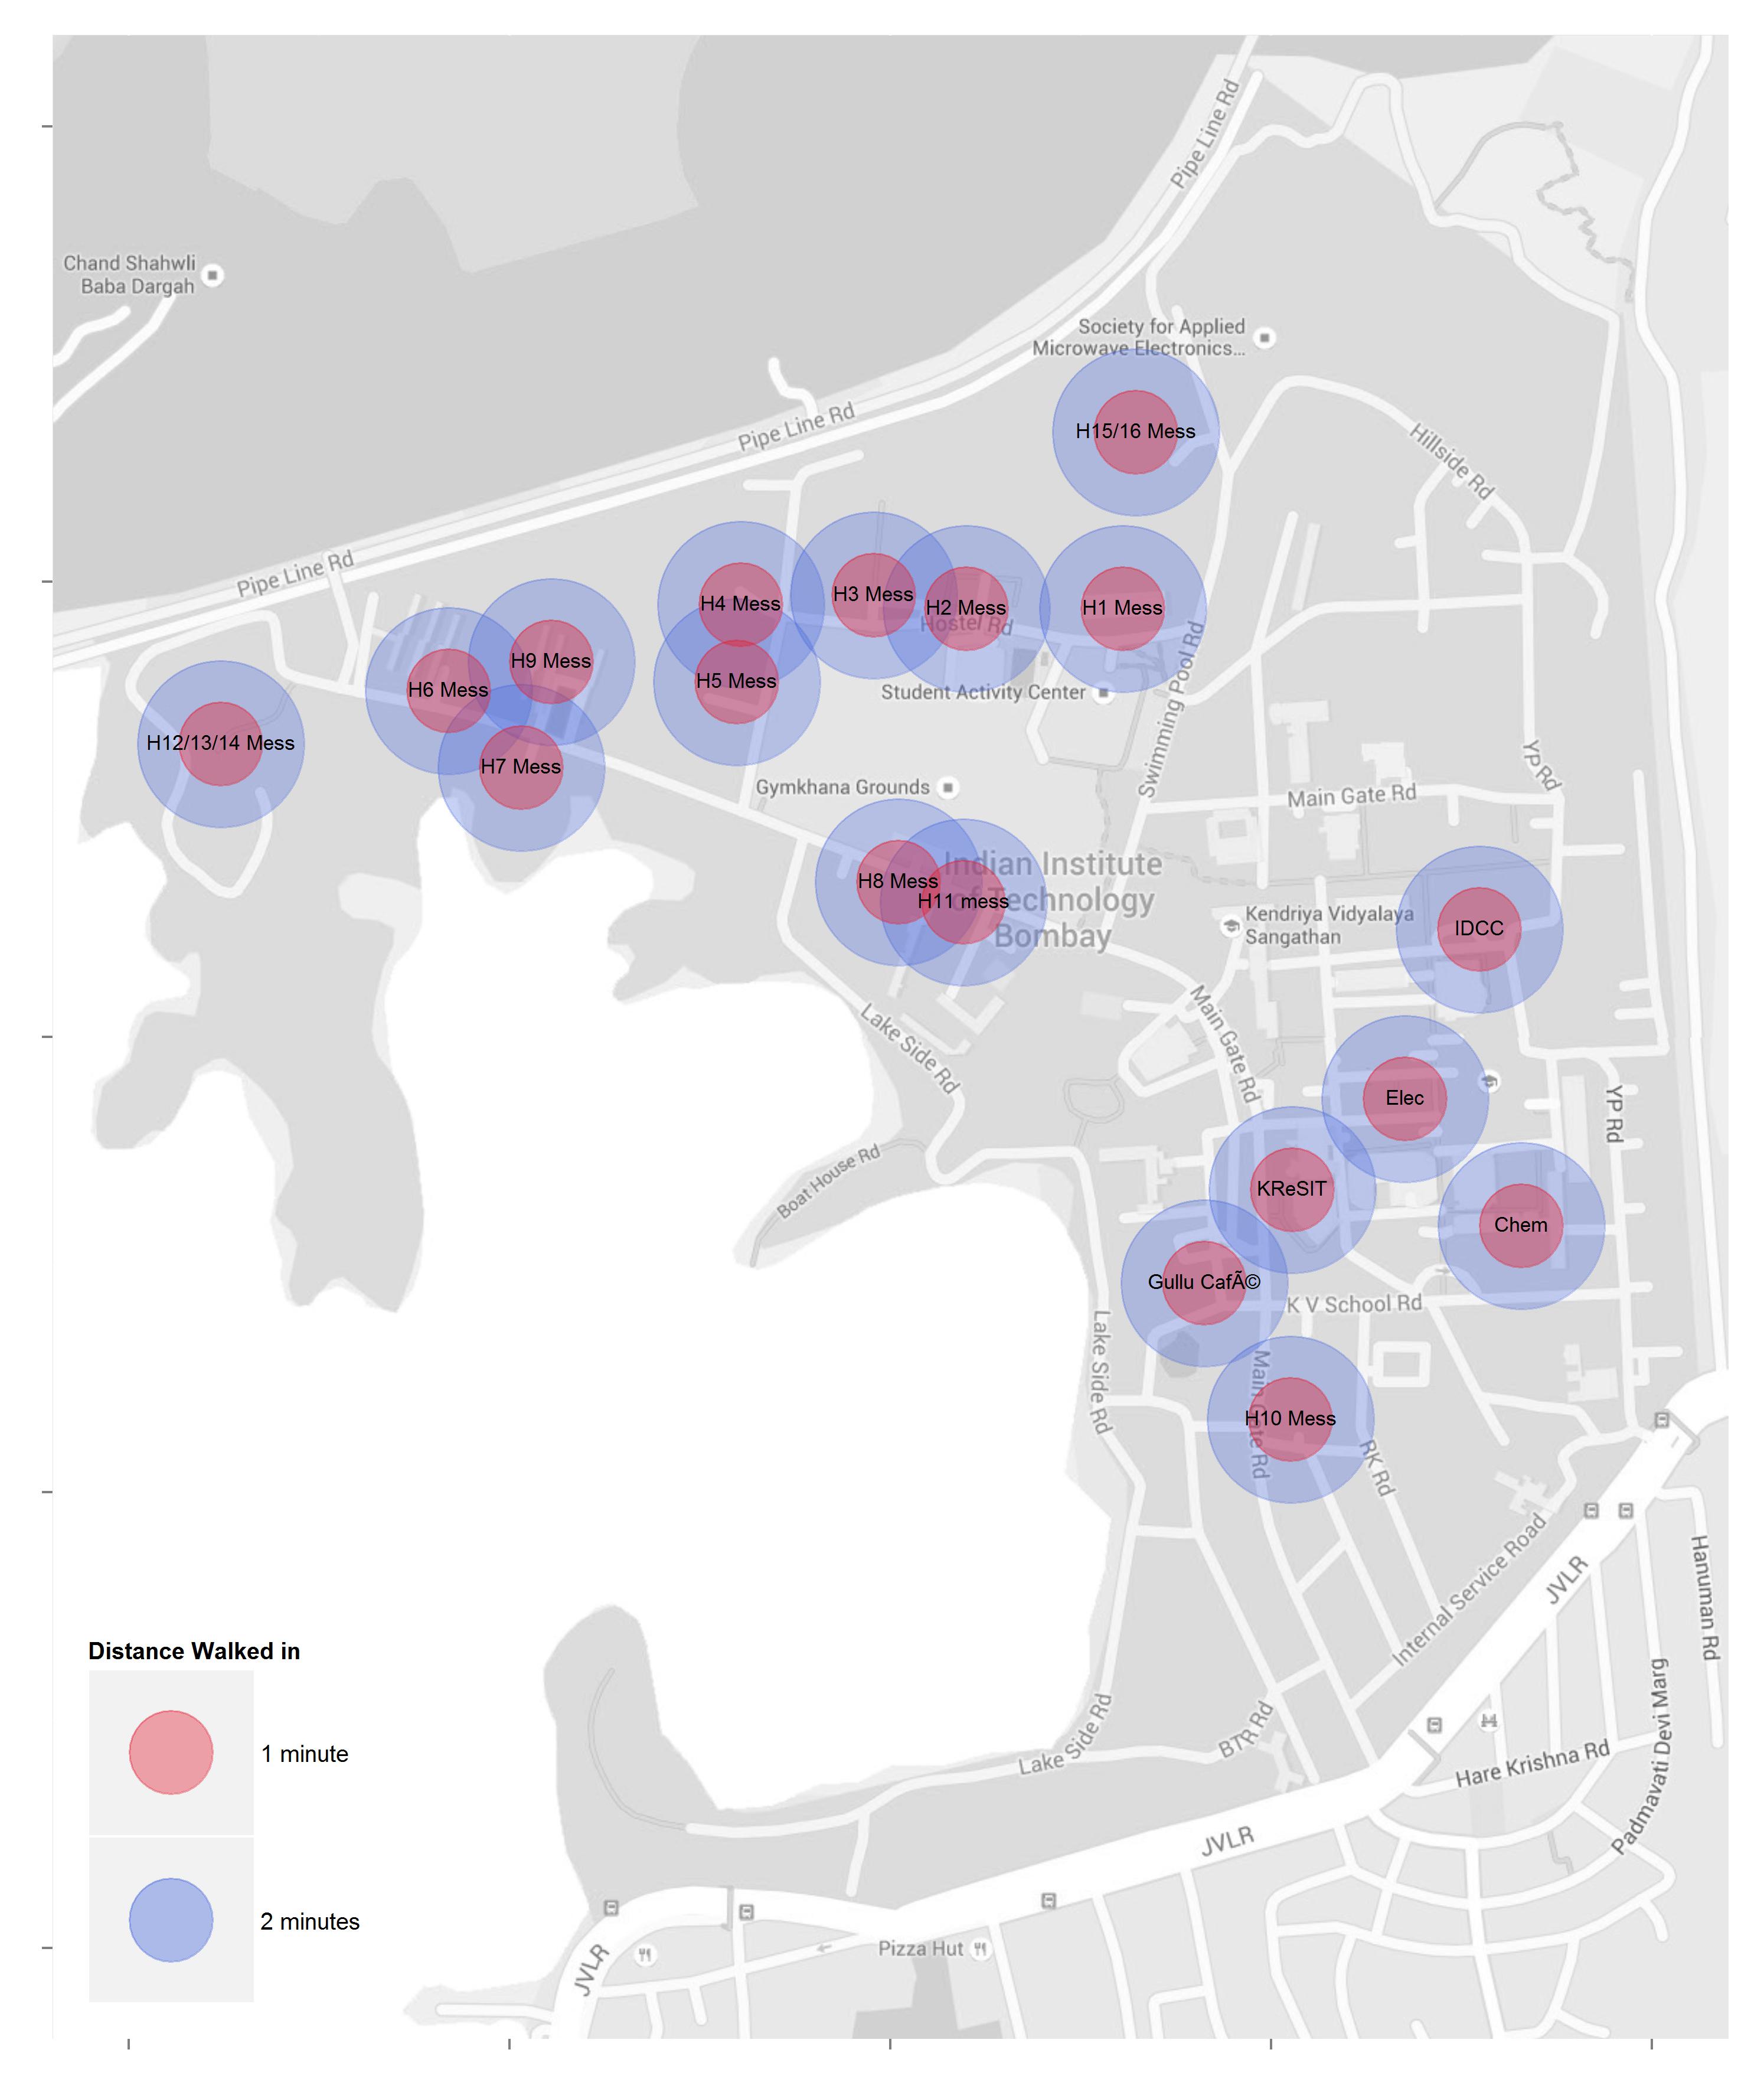 Pipe Line Rd
Chand Shahwli
Baba Dargah
Society for Applied
Microwave Electronics...
Pipe Line Rd
H15/16 Mess
Hillside Rd
Pipe Line Rd
H4 Mess
H3 Mess
H2 Mess
H1 Mess
Hostel Rd
H9 Mess
H6 Mess
H5 Mess
Student Activity Center
Swimming Pool Rd
H12/13/14 Mess
H7 Mess
Gymkhana Grounds
Main Gate Rd
YP Rd
Indian Institute
of Technology
Bombay
H8 Mess
H11 mess
Kendriya Vidyalaya
Sangathan
IDCC
Lake Side Rd
Main Gate Rd
Elec
YP Rd
Boat House Rd
KReSIT
Chem
Gullu CafÃ©
K V School Rd
Lake Side Rd
Main Gate Rd
H10 Mess
RK Rd
Internal Service Road
JVLR
Hanuman Rd
Distance Walked in
1 minute
2 minutes
Lake Side Rd
BTR Rd
Hare Krishna Rd
Padmavati Devi Marg
JVLR
JVLR
Pizza Hut